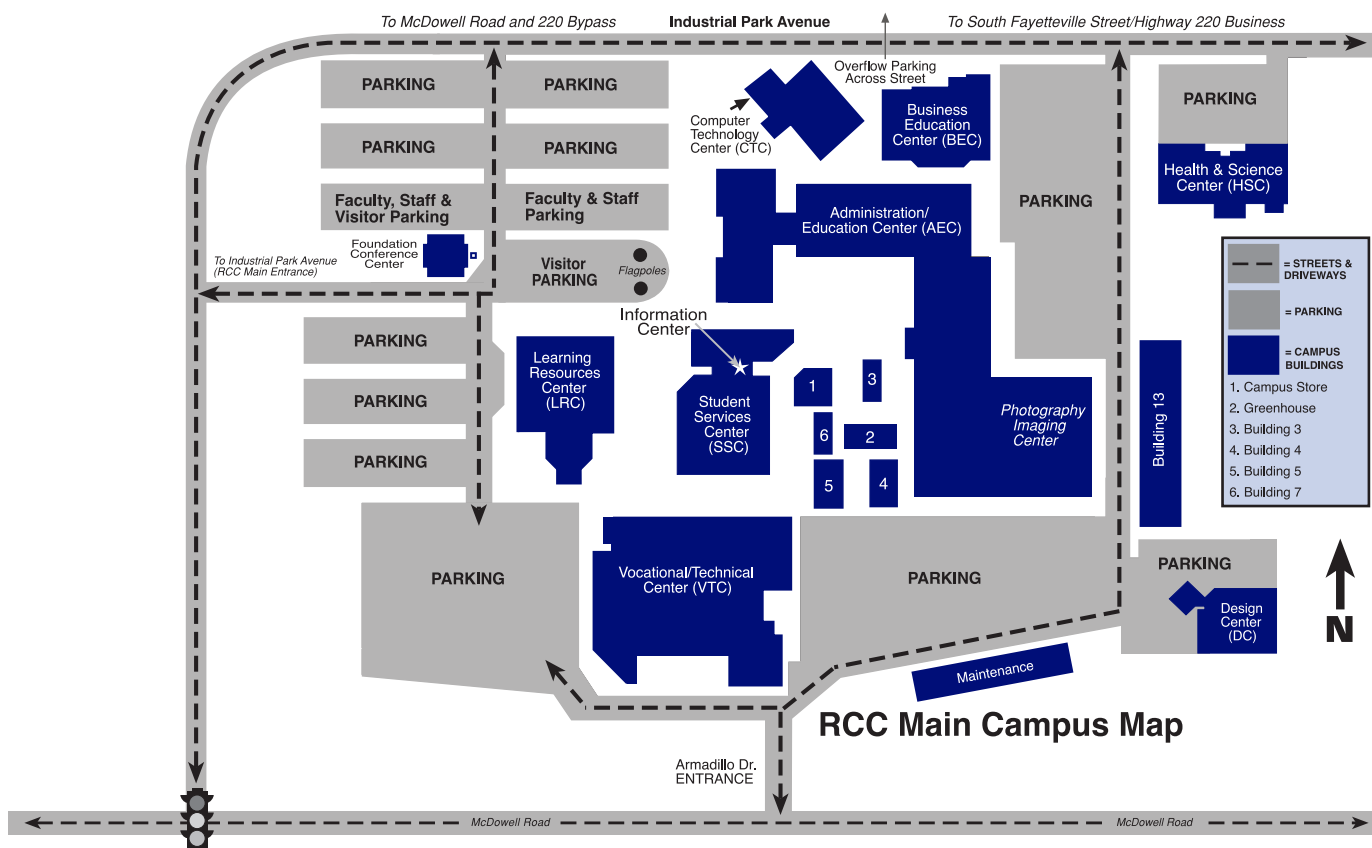 To McDowell Road and 220 Bypass
Industrial Park Avenue
To South Fayetteville Street/Highway 220 Business
Overflow Parking
Across Street
PARKING
PARKING
Computer
Technology
Center (CTC)
Business
Education
Center (BEC)
PARKING
PARKING
PARKING
Health & Science
Center (HSC)
Faculty, Staff &
Visitor Parking
Faculty & Staff
Parking
PARKING
Administration/
Education Center (AEC)
Foundation
Conference
Center
To Industrial Park Avenue
(RCC Main Entrance)
Visitor
PARKING
Flagpoles
= STREETS &
DRIVEWAYS
= PARKING
= CAMPUS
BUILDINGS
1. Campus Store
2. Greenhouse
3. Building 3
4. Building 4
5. Building 5
6. Building 7
Information
Center
PARKING
PARKING
PARKING
Learning
Resources
Center
(LRC)
Student
Services
Center
(SSC)
1
3
6
2
5
4
Photography
Imaging
Center
Building 13
PARKING
Vocational/Technical
Center (VTC)
PARKING
PARKING
Design
Center
(DC)
N
Maintenance
RCC Main Campus Map
Armadillo Dr.
ENTRANCE
McDowell Road
McDowell Road